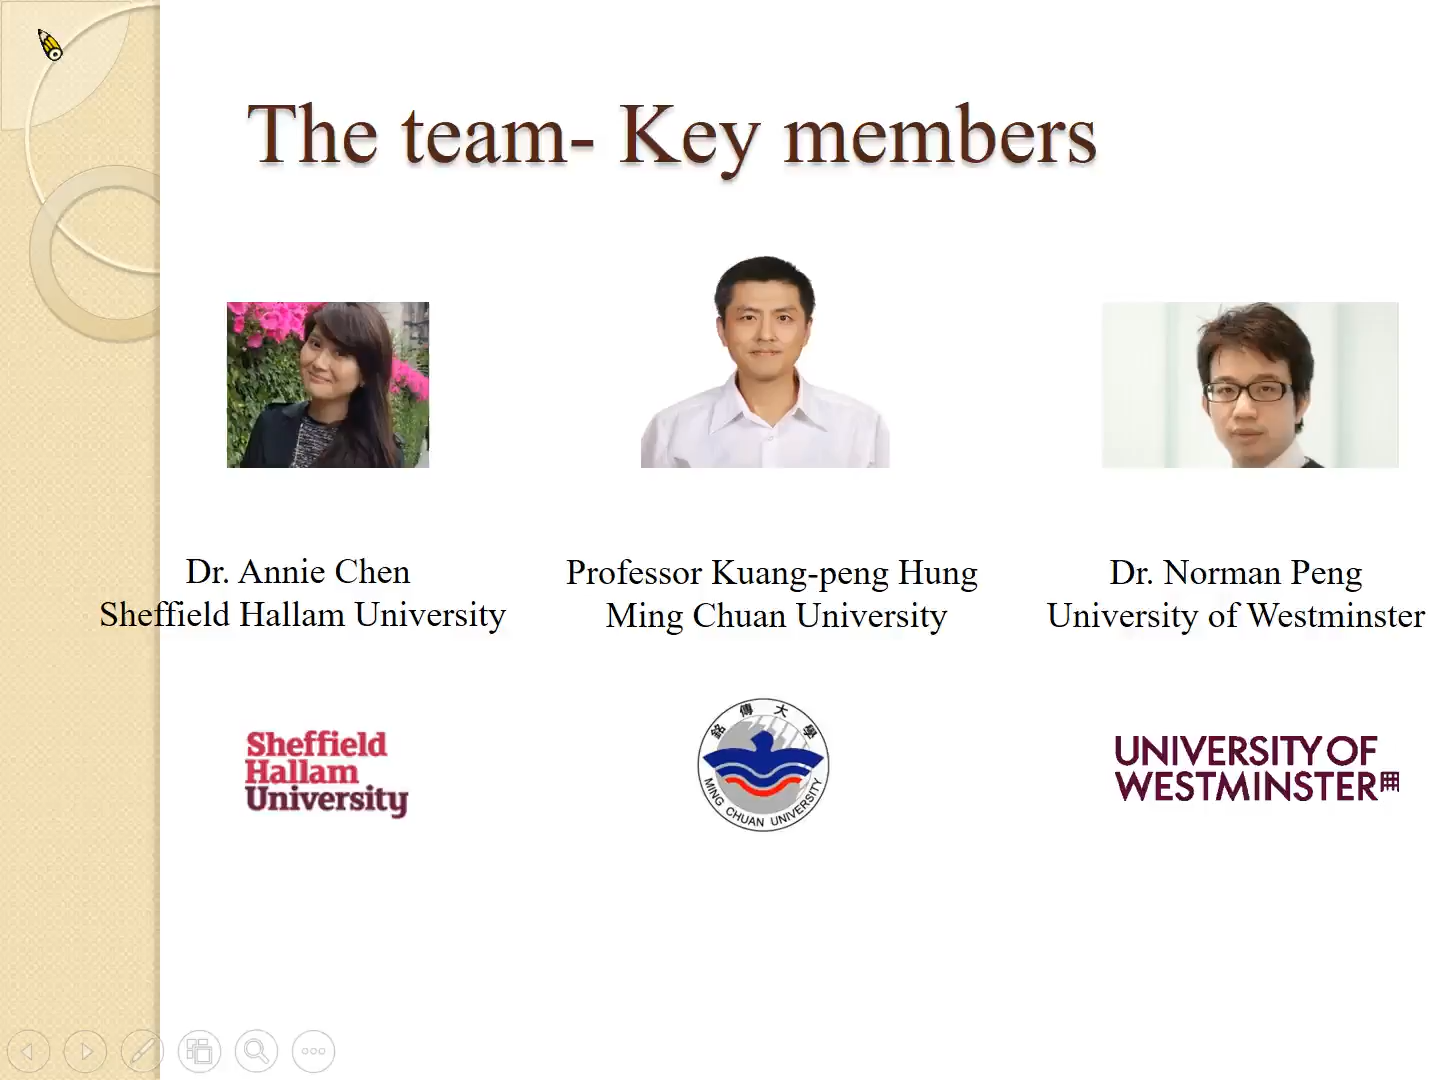 The team- Key members
Dr. Annie Chen
Sheffield Hallam University
Professor Kuang-peng Hung
Ming Chuan University
Dr. Norman Peng
University of Westminster
Sheffield
Hallam
University
銘傳大學
MING CHUAN UNIVERSITY
UNIVERSITY OF
WESTMINSTER